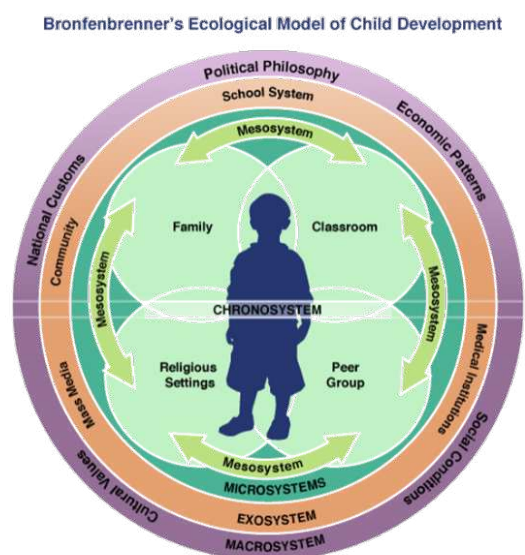 Bronfenbrenner's Ecological Model of Child Development
Political Philosophy
School System
Mesosystem
Economic Patterns
National Customs
Community
Family
Classroom
Mesosystem
Mesosystem
CHRONOSYSTEM
Religious
Settings
Peer
Group
Mass Media
Medical Institutions
Cultural Values
Social Conditions
Mesosystem
MICROSYSTEMS
EXOSYSTEM
MACROSYSTEM